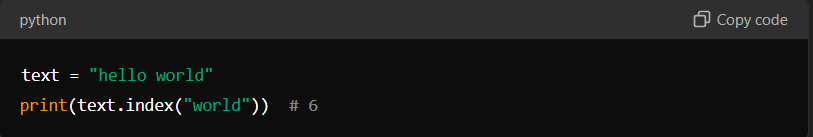 python Copy code
text = "hello world"
print(text.index("world"))  # 6